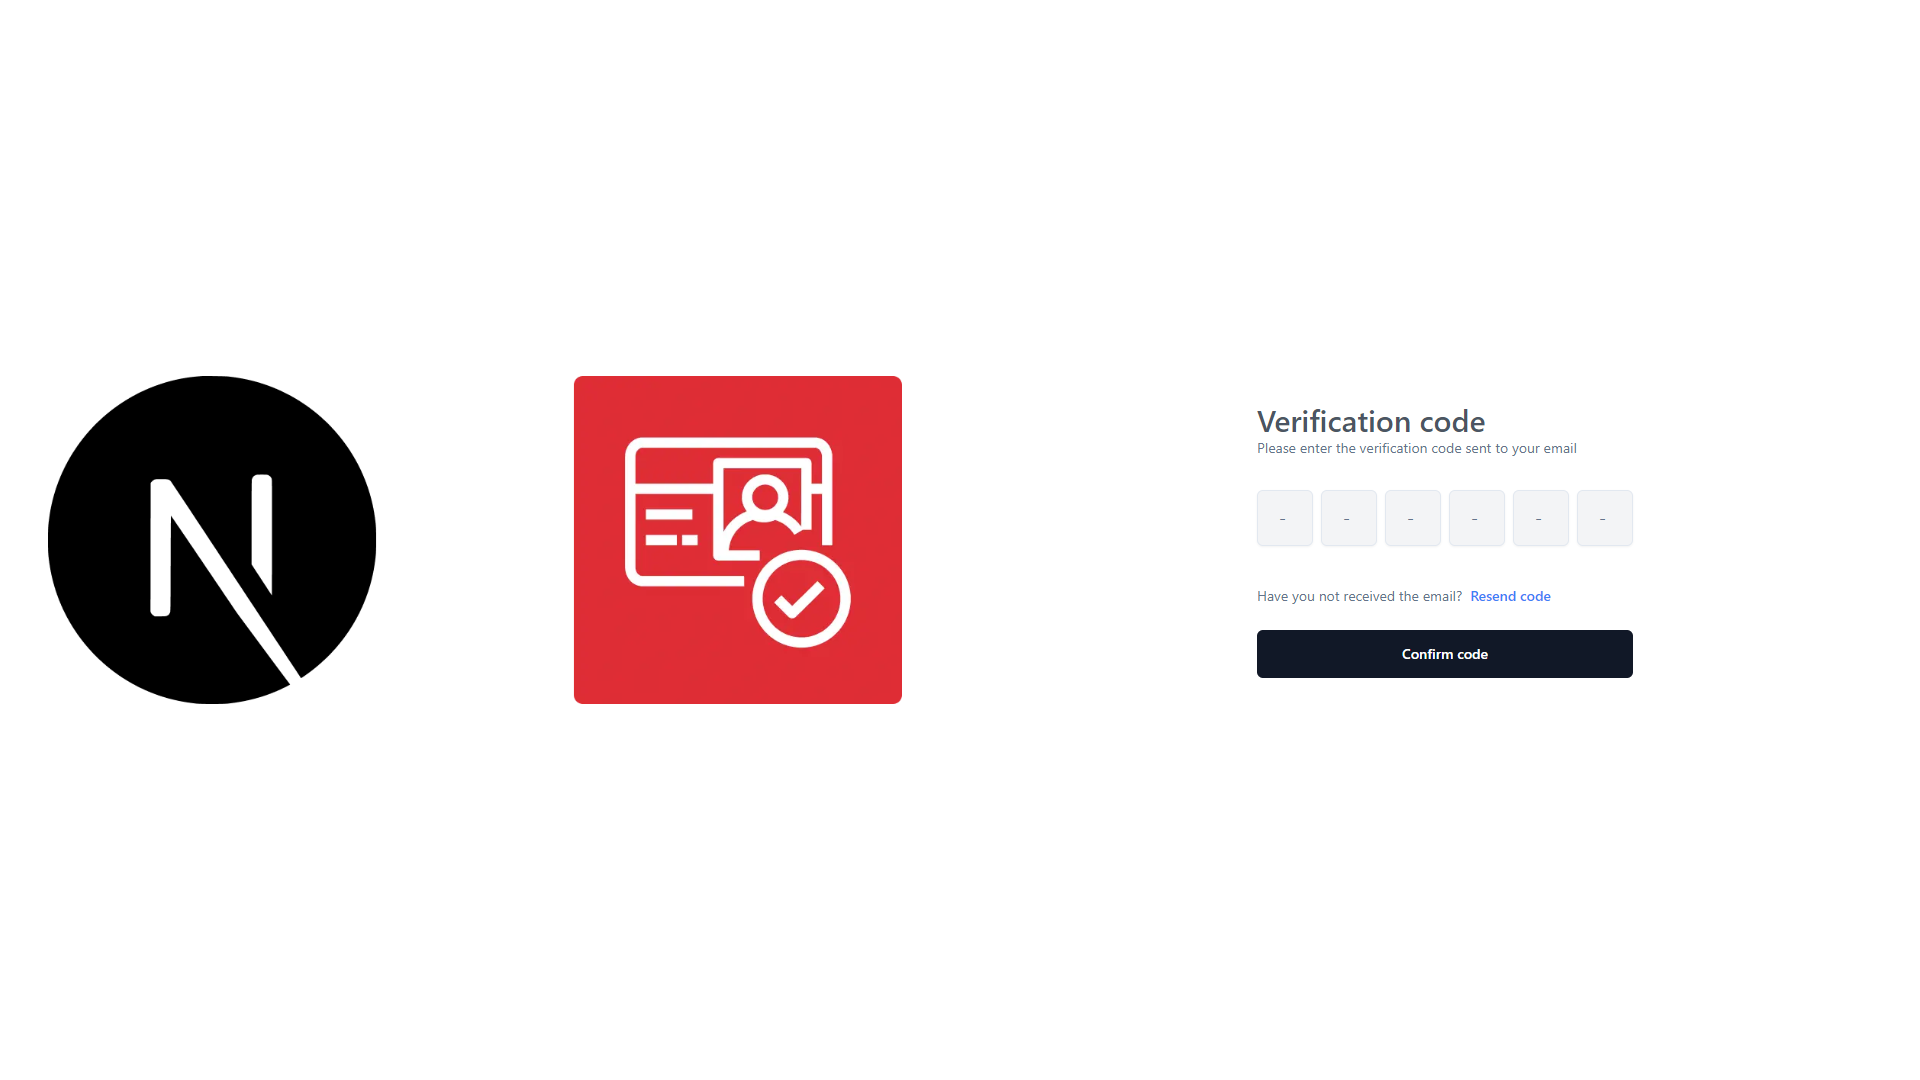 N
Verification code
Please enter the verification code sent to your email
- - - - - -
Have you not received the email? Resend code
Confirm code